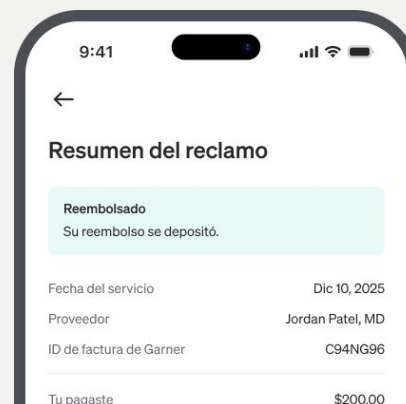 9:41
Resumen del reclamo
Reembolsado
Su reembolso se depositó.
Fecha del servicio Dic 10, 2025
Proveedor Jordan Patel, MD
ID de factura de Garner C94NG96
Tu pagaste $200.00